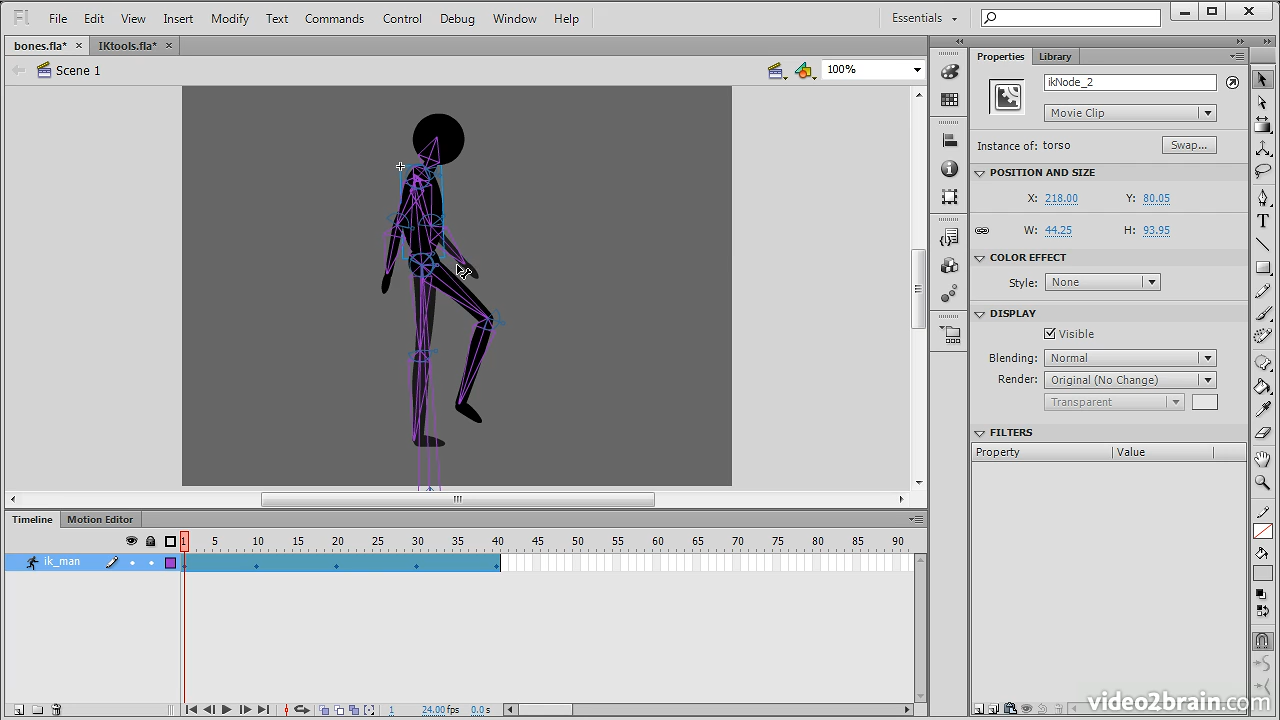 Fl File Edit View Insert Modify Text Commands Control Debug Window Help Essentials
bones.fla* IKtools.fla*
Scene 1 100%
Properties Library
ikNode_2
Movie Clip
Instance of: torso Swap...
POSITION AND SIZE
X: 218.00 Y: 80.05
W: 44.25 H: 93.95
COLOR EFFECT
Style: None
DISPLAY
Visible
Blending: Normal
Render: Original (No Change)
Transparent
FILTERS
Property Value
Timeline Motion Editor
1 5 10 15 20 25 30 35 40 45 50 55 60 65 70 75 80 85 90
ik_man
1 24.00fps 0.0s
video2brain.com